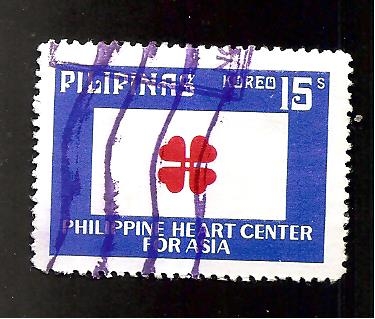 PILIPINAS KOREO 15s
PHILIPPINE HEART CENTER
FOR ASIA